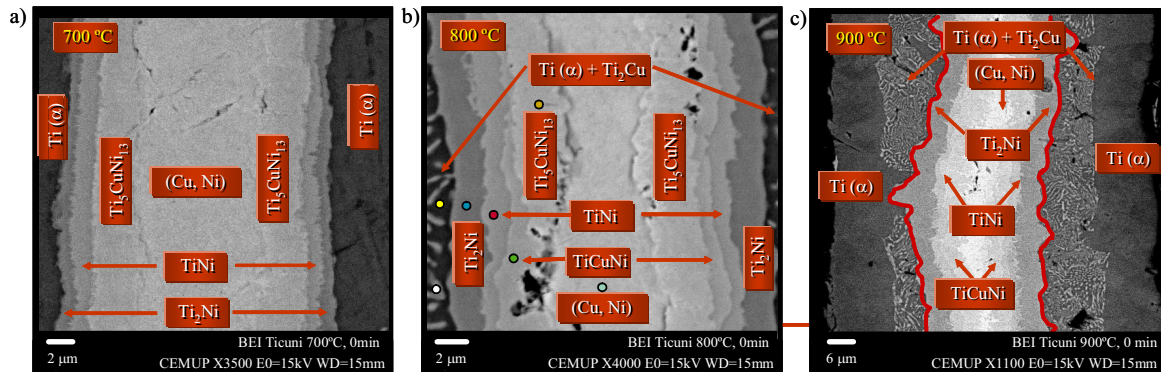 a)
700 ºC
Ti (α)
Ti (α)
Ti₅CuNi₁₃
(Cu, Ni)
Ti₅CuNi₁₃
TiNi
Ti₂Ni
2 µm
BEI Ticuni 700ºC, 0min
CEMUP X3500 E0=15kV WD=15mm
b)
800 ºC
Ti (α) + Ti₂Cu
Ti₅CuNi₁₃
Ti₅CuNi₁₃
Ti₂Ni
TiNi
Ti₂Ni
TiCuNi
(Cu, Ni)
2 µm
BEI Ticuni 800ºC, 0min
CEMUP X4000 E0=15kV WD=15mm
c)
900 ºC
Ti (α) + Ti₂Cu
(Cu, Ni)
Ti₂Ni
Ti (α)
Ti (α)
TiNi
TiCuNi
6 µm
BEI Ticuni 900ºC, 0 min
CEMUP X1100 E0=15kV WD=15mm